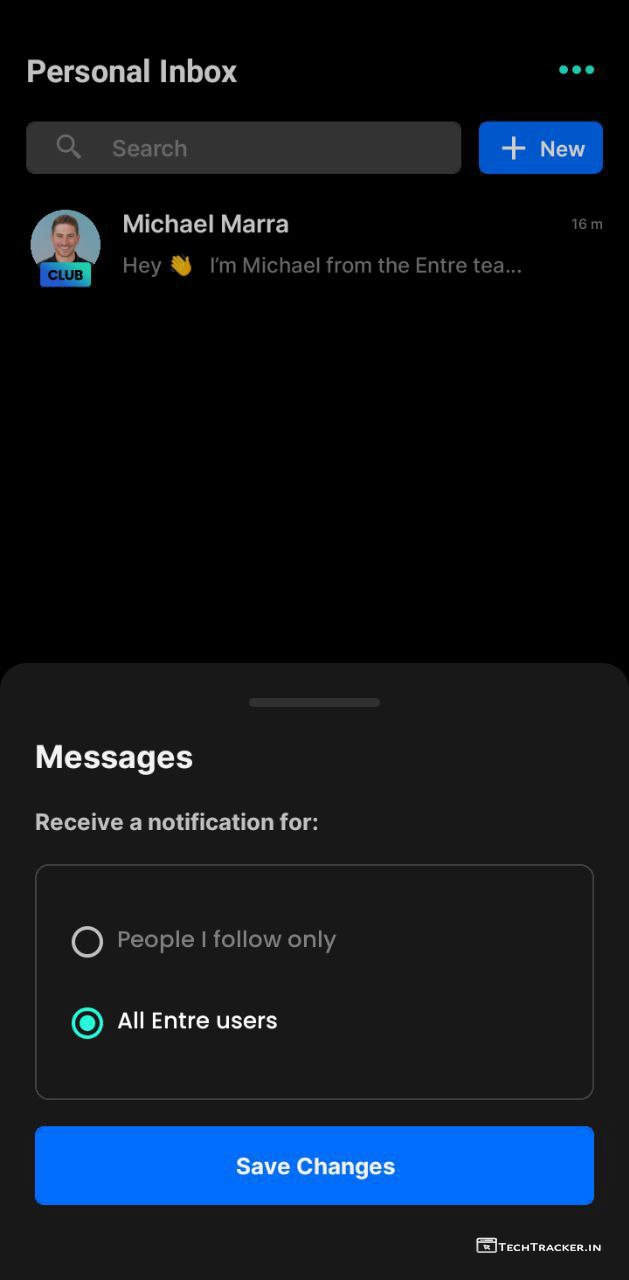 Personal Inbox
Search
New
Michael Marra
16 m
Hey 👋 I'm Michael from the Entre tea...
CLUB
Messages
Receive a notification for:
People I follow only
All Entre users
Save Changes
TechTracker.in